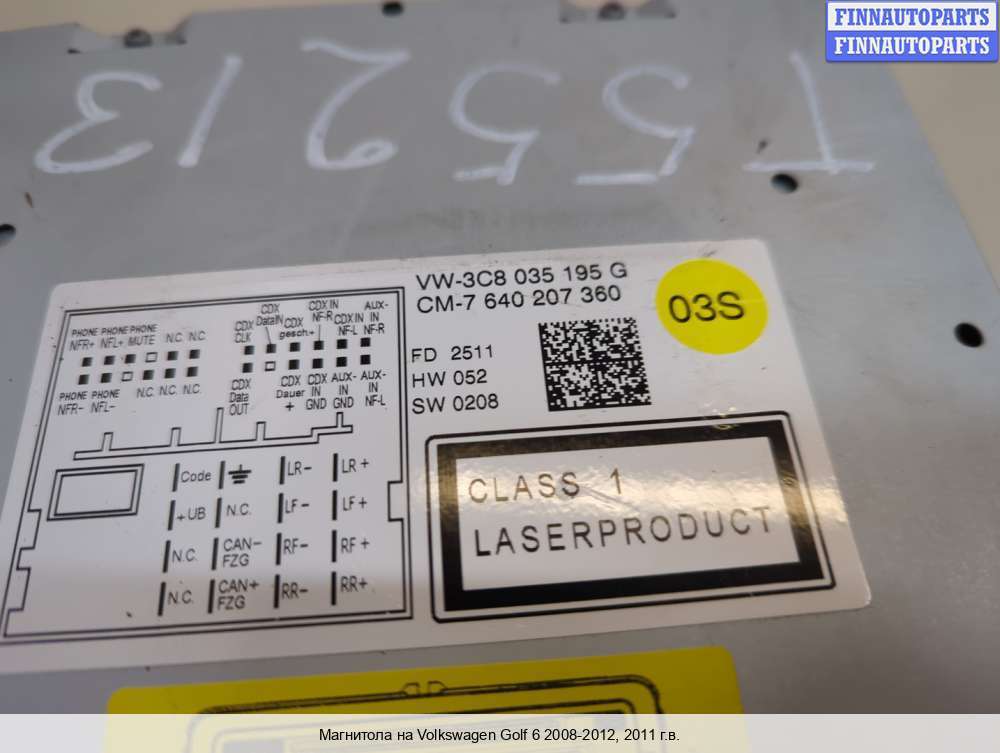 FINNAUTOPARTS
FINNAUTOPARTS
T55213
VW-3C8 035 195 G
CM-7 640 207 360
03S
FD 2511
HW 052
SW 0208
PHONE PHONE PHONE
NFR+ NFL+ MUTE N.C. N.C.
PHONE PHONE N.C. N.C. N.C.
NFR- NFL-
CDX CLK
CDX DataIN
CDX gesch.+
CDX IN NF-R
CDX IN NF-L
AUX-IN NF-R
CDX Data OUT
CDX Dauer +
CDX IN GND
AUX-IN GND
AUX-IN NF-L
Code LR- LR+
+UB N.C. LF- LF+
N.C. CAN- FZG RF- RF+
N.C. CAN+ FZG RR- RR+
CLASS 1
LASERPRODUCT
Магнитола на Volkswagen Golf 6 2008-2012, 2011 г.в.